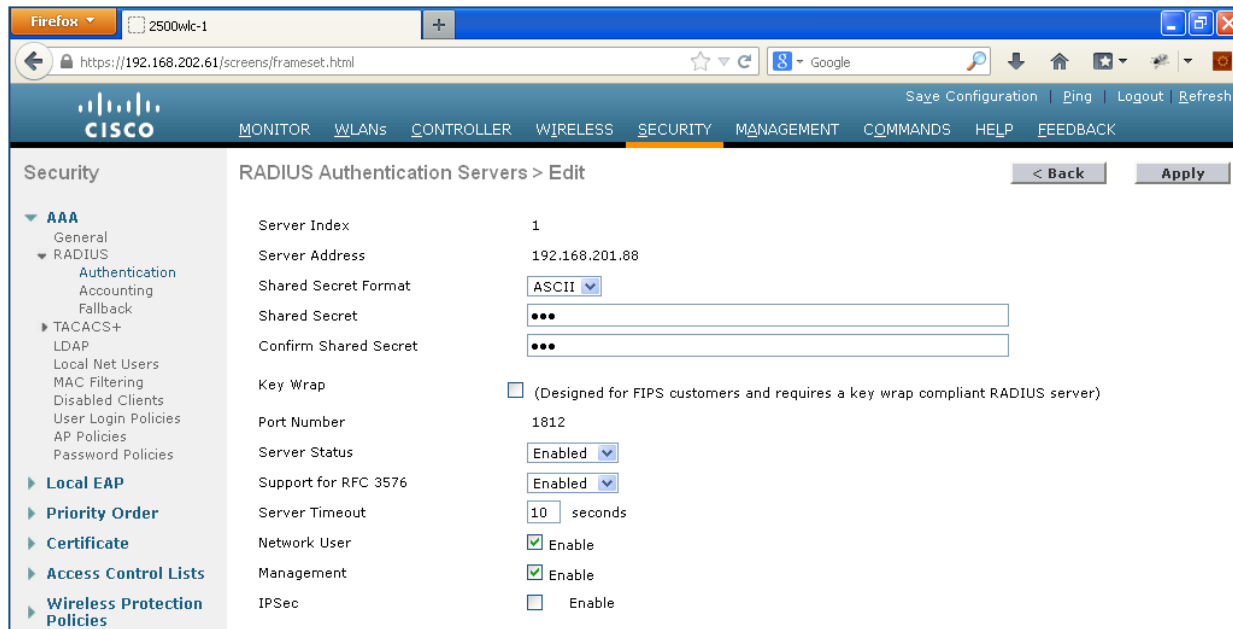 Firefox
2500wlc-1
https://192.168.202.61/screens/frameset.html
Google
Save Configuration | Ping | Logout | Refresh
CISCO
MONITOR WLANs CONTROLLER WIRELESS SECURITY MANAGEMENT COMMANDS HELP FEEDBACK
Security
AAA
General
RADIUS
Authentication
Accounting
Fallback
TACACS+
LDAP
Local Net Users
MAC Filtering
Disabled Clients
User Login Policies
AP Policies
Password Policies
Local EAP
Priority Order
Certificate
Access Control Lists
Wireless Protection
Policies
RADIUS Authentication Servers > Edit
< Back
Apply
Server Index 1
Server Address 192.168.201.88
Shared Secret Format ASCII
Shared Secret •••
Confirm Shared Secret •••
Key Wrap (Designed for FIPS customers and requires a key wrap compliant RADIUS server)
Port Number 1812
Server Status Enabled
Support for RFC 3576 Enabled
Server Timeout 10 seconds
Network User Enable
Management Enable
IPSec Enable